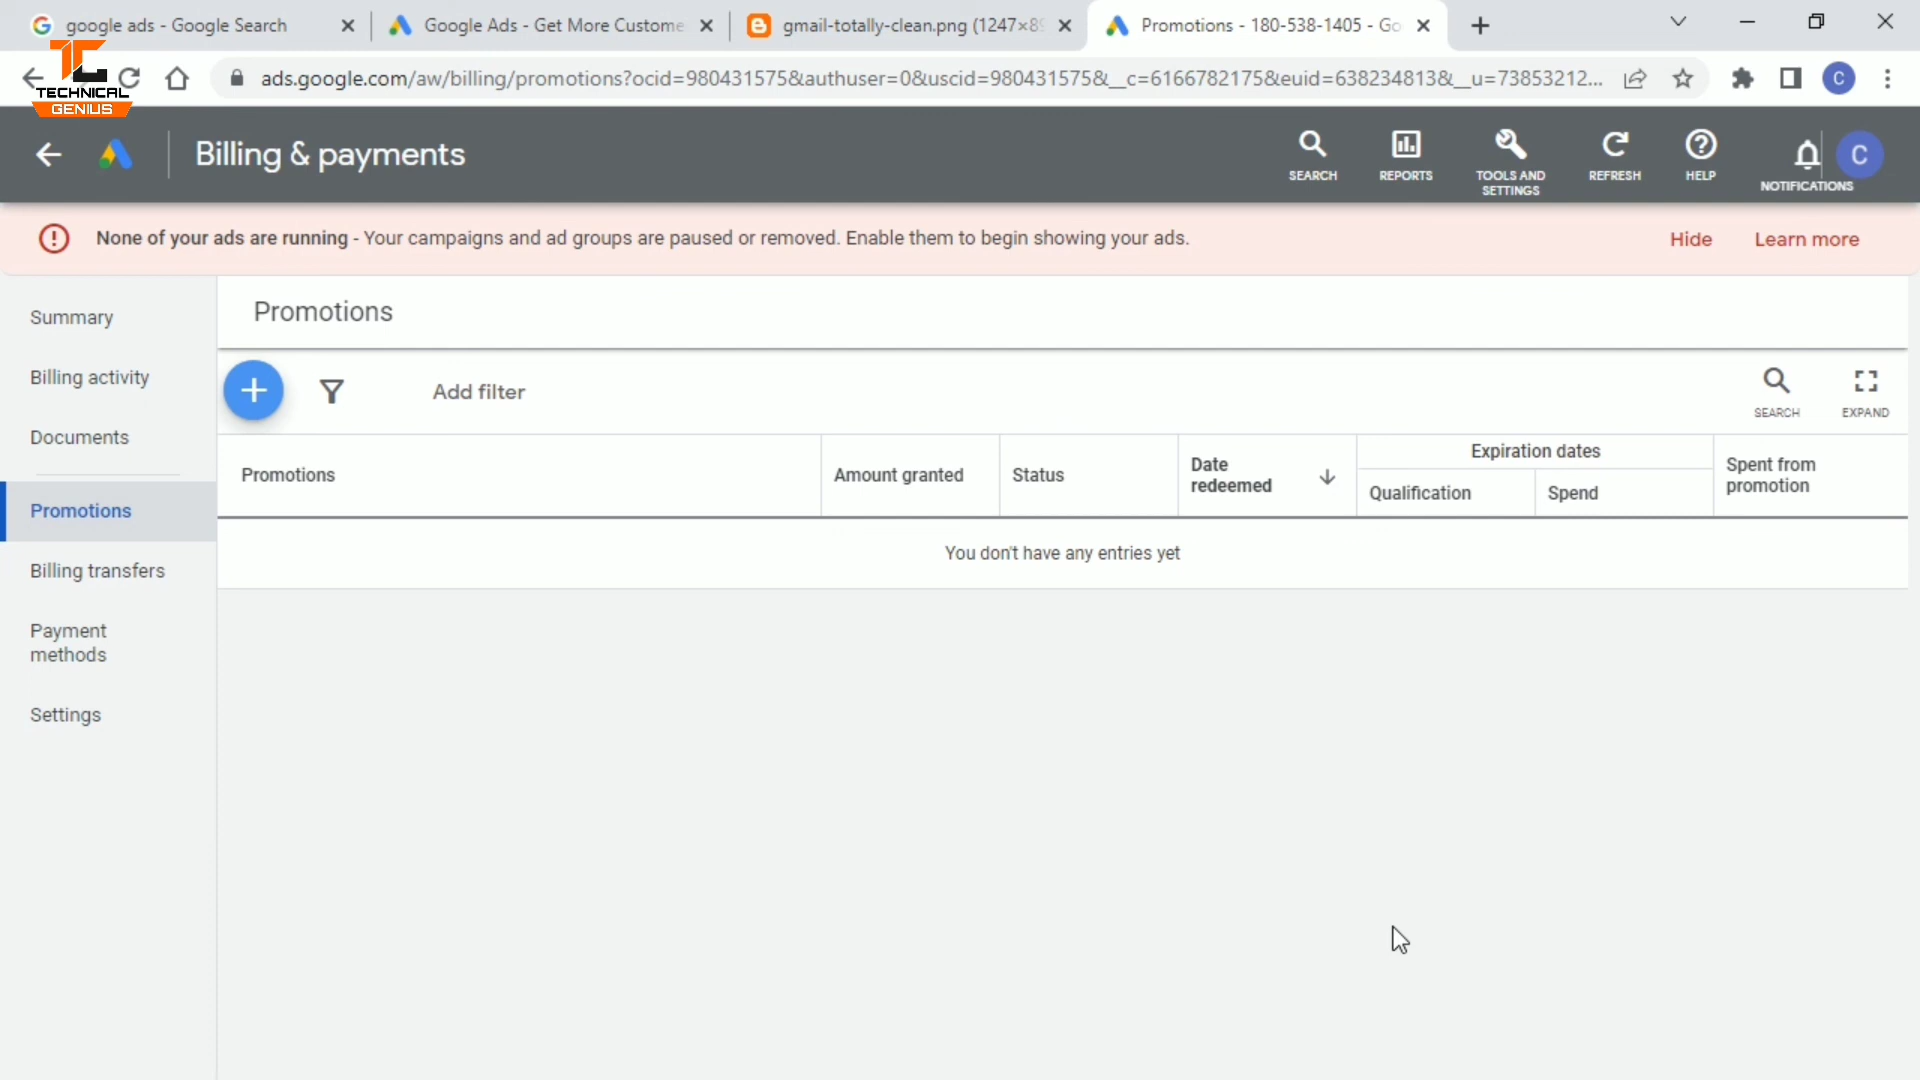 google ads - Google Search
Google Ads - Get More Custome
gmail-totally-clean.png (1247×89
Promotions - 180-538-1405 - Go
ads.google.com/aw/billing/promotions?ocid=980431575&authuser=0&uscid=980431575&__c=6166782175&euid=638234813&__u=73853212...
C
TECHNICAL
GENIUS
Billing & payments
SEARCH
REPORTS
TOOLS AND
SETTINGS
REFRESH
HELP
NOTIFICATIONS
C
None of your ads are running - Your campaigns and ad groups are paused or removed. Enable them to begin showing your ads.
Hide
Learn more
Summary
Billing activity
Documents
Promotions
Billing transfers
Payment
methods
Settings
Promotions
Add filter
SEARCH
EXPAND
Promotions
Amount granted
Status
Date
redeemed
Expiration dates
Qualification
Spend
Spent from
promotion
You don't have any entries yet